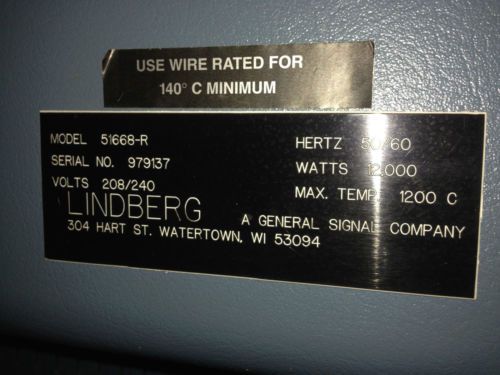 USE WIRE RATED FOR
140° C MINIMUM
MODEL 51668-R
HERTZ 50/60
SERIAL NO. 979137
WATTS 12,000
VOLTS 208/240
MAX. TEMP. 1200 C
LINDBERG
A GENERAL SIGNAL COMPANY
304 HART ST. WATERTOWN, WI 53094